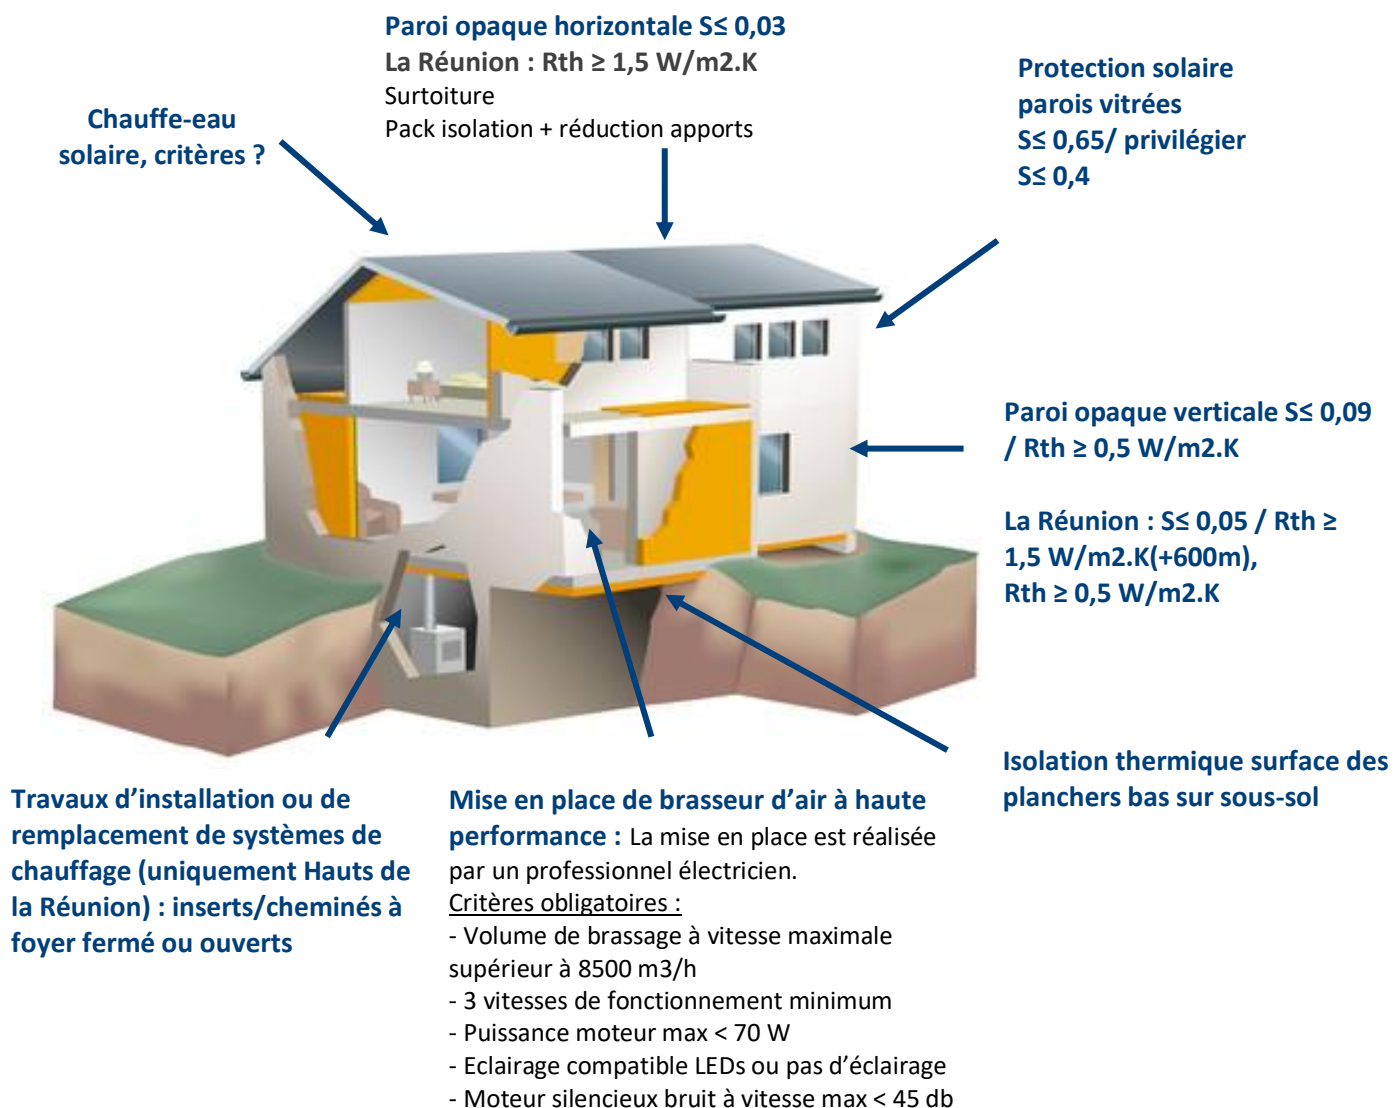 Paroi opaque horizontale S≤ 0,03
La Réunion : Rth ≥ 1,5 W/m2.K
Surtoiture
Pack isolation + réduction apports
Chauffe-eau
solaire, critères ?
Protection solaire
parois vitrées
S≤ 0,65/ privilégier
S≤ 0,4
Paroi opaque verticale S≤ 0,09
/ Rth ≥ 0,5 W/m2.K
La Réunion : S≤ 0,05 / Rth ≥
1,5 W/m2.K(+600m),
Rth ≥ 0,5 W/m2.K
Isolation thermique surface des
planchers bas sur sous-sol
Travaux d’installation ou de
remplacement de systèmes de
chauffage (uniquement Hauts de
la Réunion) : inserts/cheminés à
foyer fermé ou ouverts
Mise en place de brasseur d’air à haute
performance : La mise en place est réalisée
par un professionnel électricien.
Critères obligatoires :
- Volume de brassage à vitesse maximale
supérieur à 8500 m3/h
- 3 vitesses de fonctionnement minimum
- Puissance moteur max < 70 W
- Eclairage compatible LEDs ou pas d’éclairage
- Moteur silencieux bruit à vitesse max < 45 db